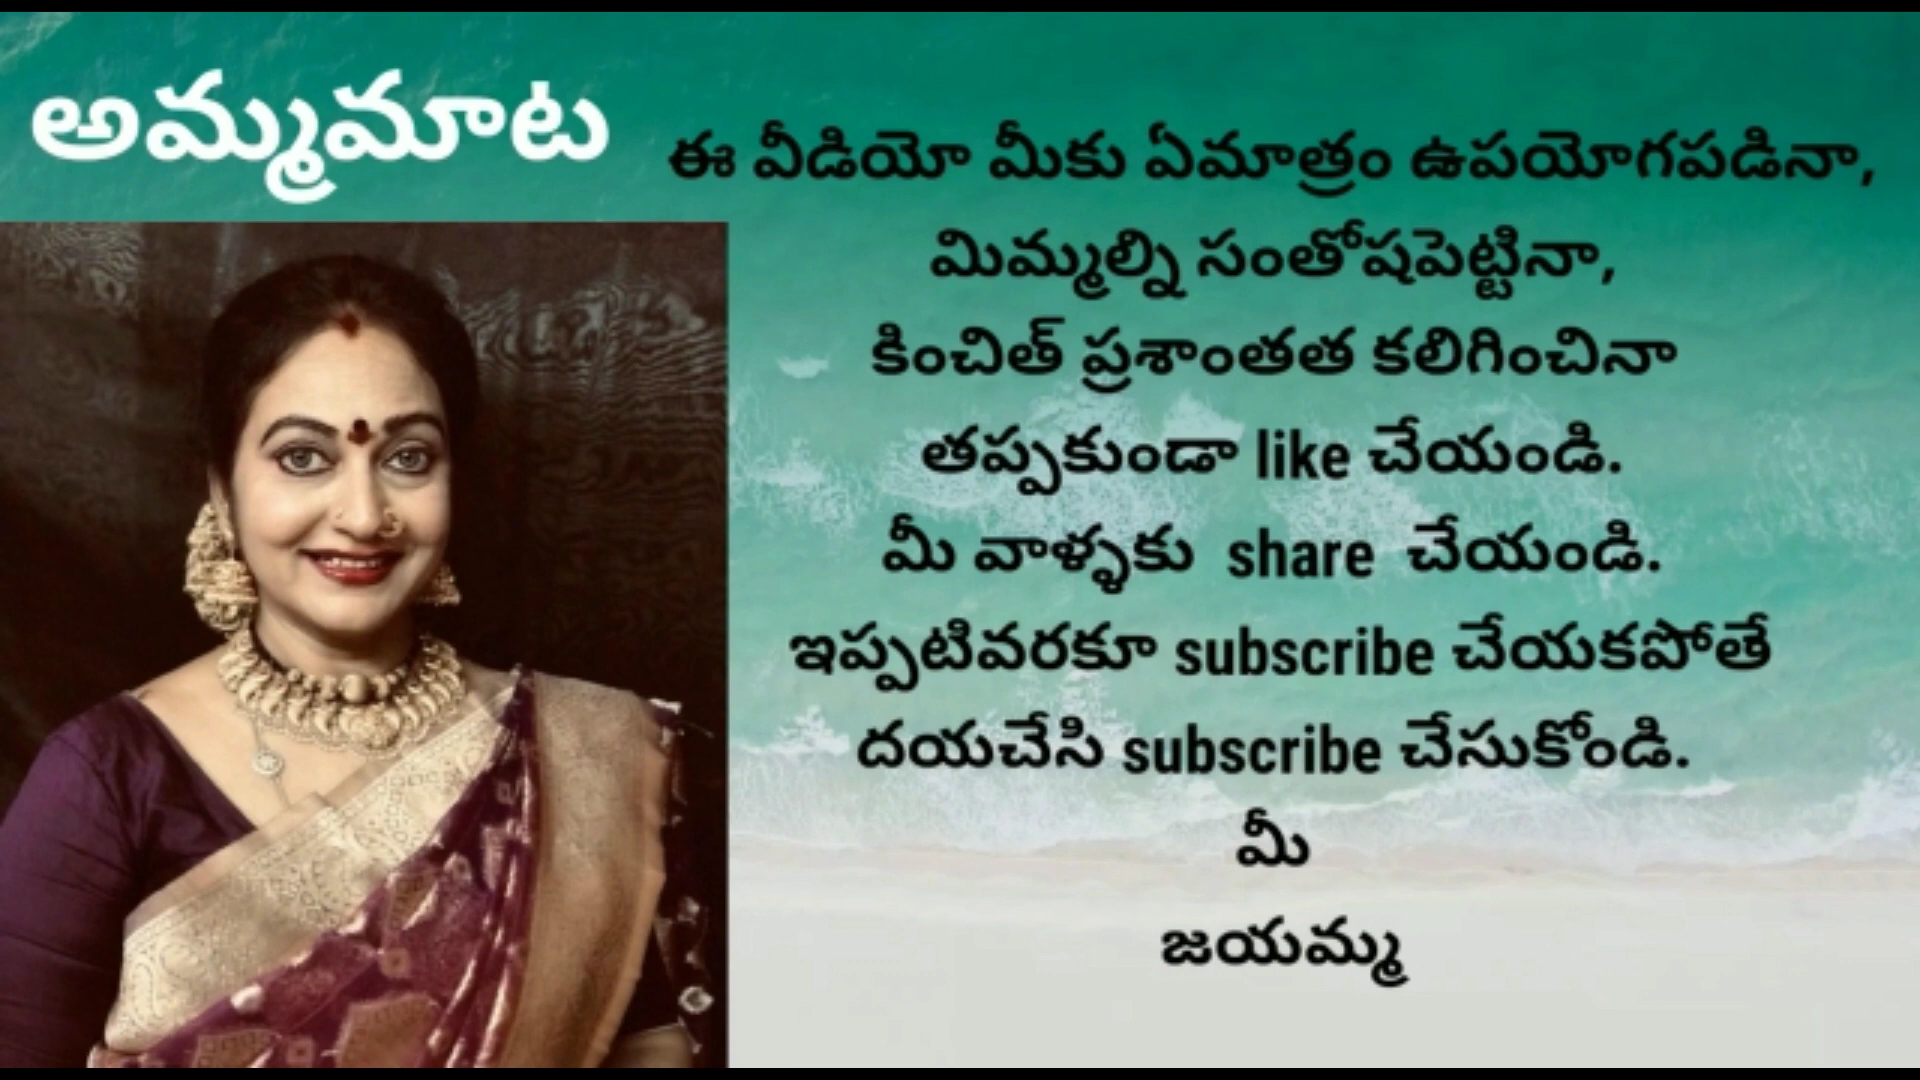 అమ్మమాట
ఈ వీడియో మీకు ఏమాత్రం ఉపయోగపడినా,
మిమ్మల్ని సంతోషపెట్టినా,
కించిత్ ప్రశాంతత కలిగించినా
తప్పకుండా like చేయండి.
మీ వాళ్ళకు share చేయండి.
ఇప్పటివరకూ subscribe చేయకపోతే
దయచేసి subscribe చేసుకోండి.
మీ
జయమ్మ